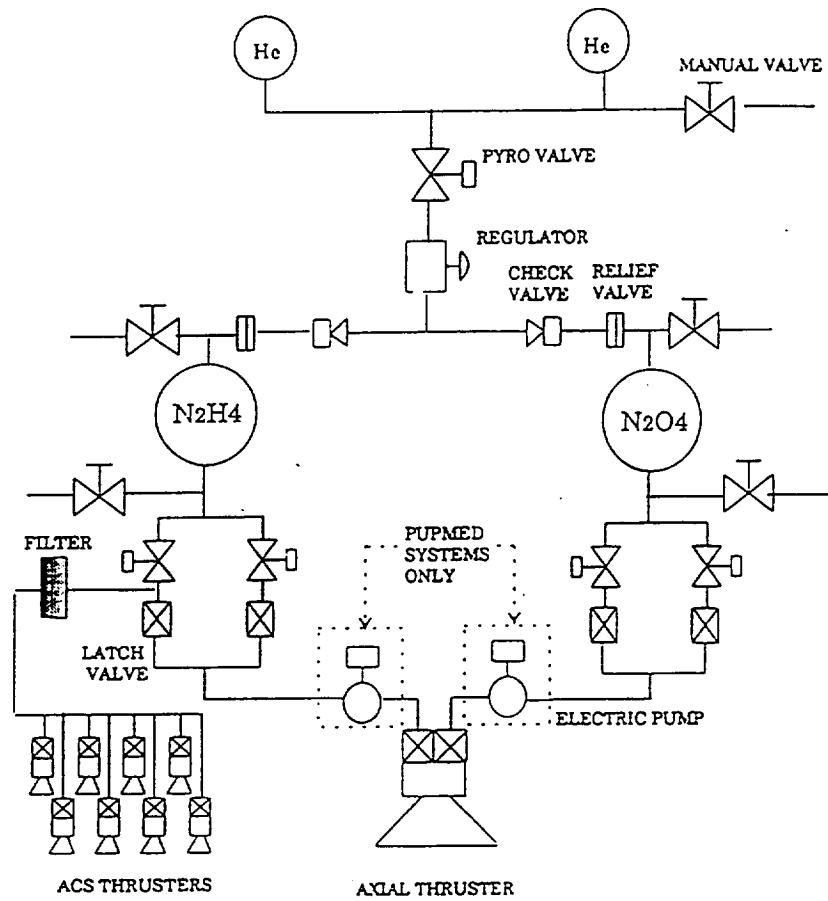 He
He
MANUAL VALVE
PYRO VALVE
REGULATOR
CHECK VALVE
RELIEF VALVE
N2H4
N2O4
FILTER
PUPMED
SYSTEMS
ONLY
LATCH
VALVE
ELECTRIC PUMP
ACS THRUSTERS
AXIAL THRUSTER